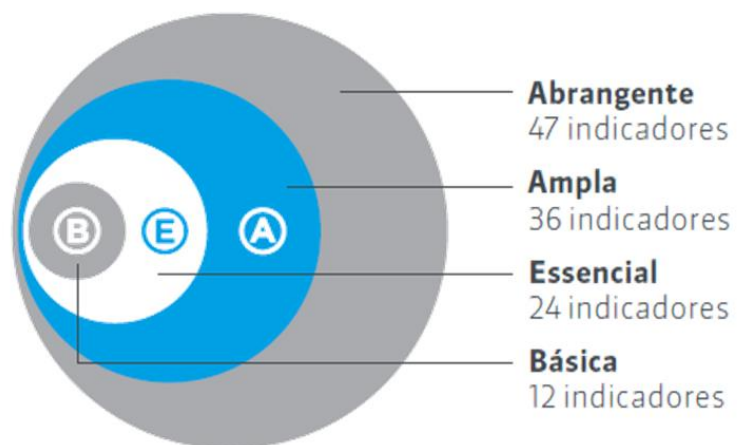 Abrangente
47 indicadores
Ampla
36 indicadores
B E A
Essencial
24 indicadores
Básica
12 indicadores